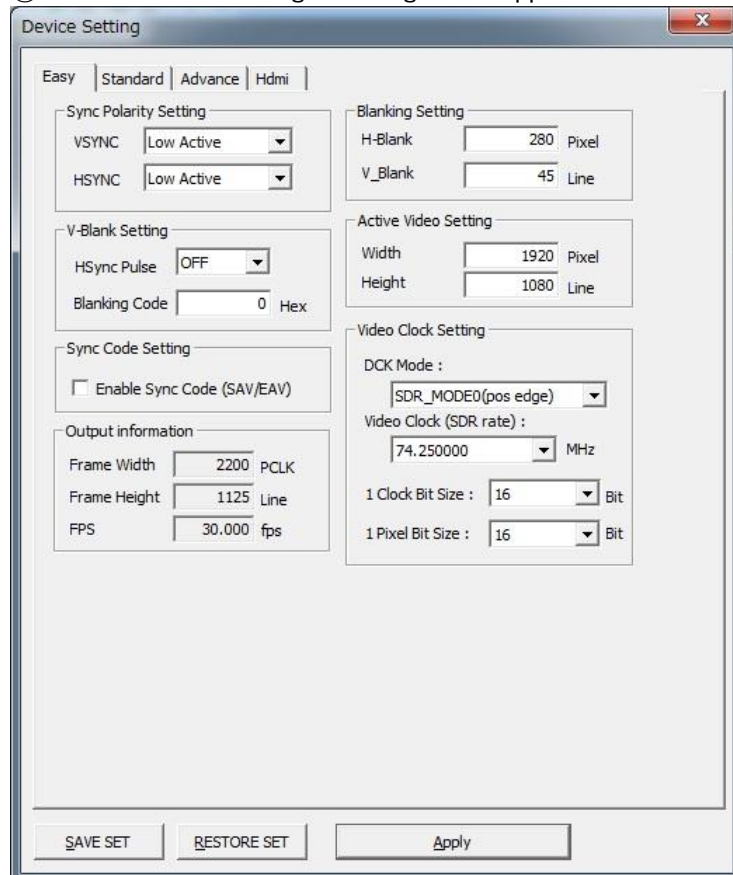 Device Setting
Easy
Standard
Advance
Hdmi
Sync Polarity Setting
VSYNC Low Active
HSYNC Low Active
V-Blank Setting
HSync Pulse OFF
Blanking Code 0 Hex
Sync Code Setting
Enable Sync Code (SAV/EAV)
Output information
Frame Width 2200 PCLK
Frame Height 1125 Line
FPS 30.000 fps
Blanking Setting
H-Blank 280 Pixel
V_Blank 45 Line
Active Video Setting
Width 1920 Pixel
Height 1080 Line
Video Clock Setting
DCK Mode :
SDR_MODE0(pos edge)
Video Clock (SDR rate) :
74.250000 MHz
1 Clock Bit Size : 16 Bit
1 Pixel Bit Size : 16 Bit
SAVE SET
RESTORE SET
Apply